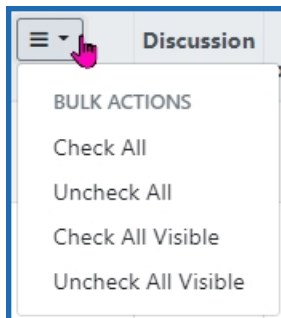 Discussion
BULK ACTIONS
Check All
Uncheck All
Check All Visible
Uncheck All Visible